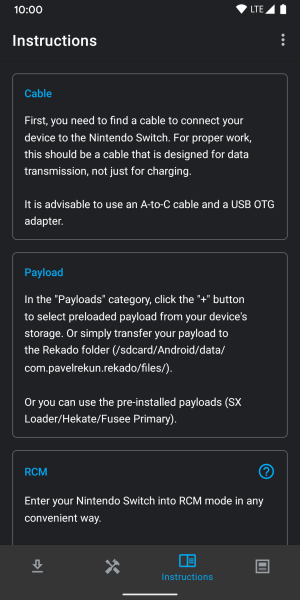 10:00
LTE
Instructions
Cable
First, you need to find a cable to connect your
device to the Nintendo Switch. For proper work,
this should be a cable that is designed for data
transmission, not just for charging.
It is advisable to use an A-to-C cable and a USB OTG
adapter.
Payload
In the "Payloads" category, click the "+" button
to select preloaded payload from your device's
storage. Or simply transfer your payload to
the Rekado folder (/sdcard/Android/data/
com.pavelrekun.rekado/files/).
Or you can use the pre-installed payloads (SX
Loader/Hekate/Fusee Primary).
RCM
Enter your Nintendo Switch into RCM mode in any
convenient way.
Instructions